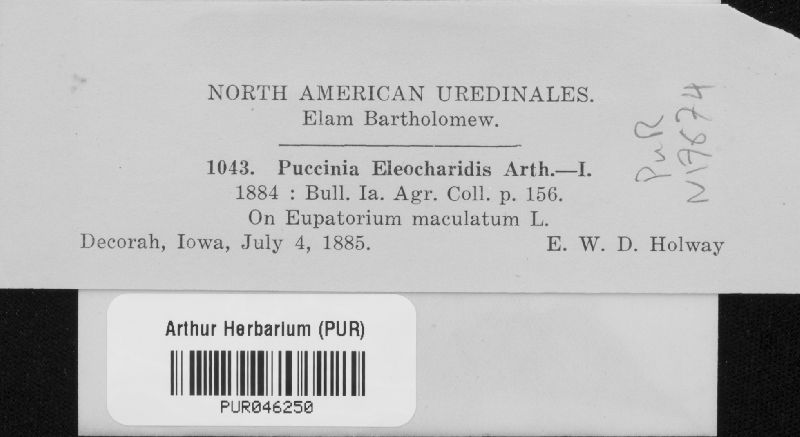 NORTH AMERICAN UREDINALES.
Elam Bartholomew.
1043. Puccinia Eleocharidis Arth.—I.
1884 : Bull. Ia. Agr. Coll. p. 156.
On Eupatorium maculatum L.
Decorah, Iowa, July 4, 1885. E. W. D. Holway
PUR
N17674
Arthur Herbarium (PUR)
PUR046250